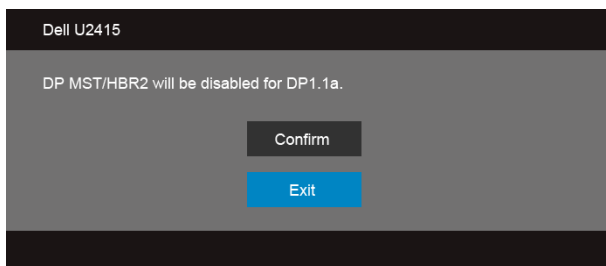 Dell U2415
DP MST/HBR2 will be disabled for DP1.1a.
Confirm
Exit